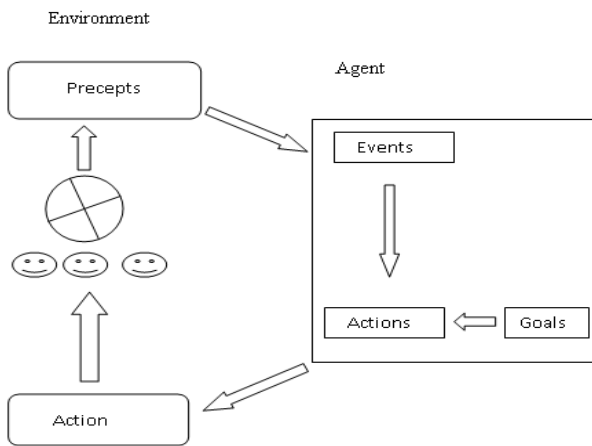 Environment
Precepts
Agent
Events
Actions
Goals
Action